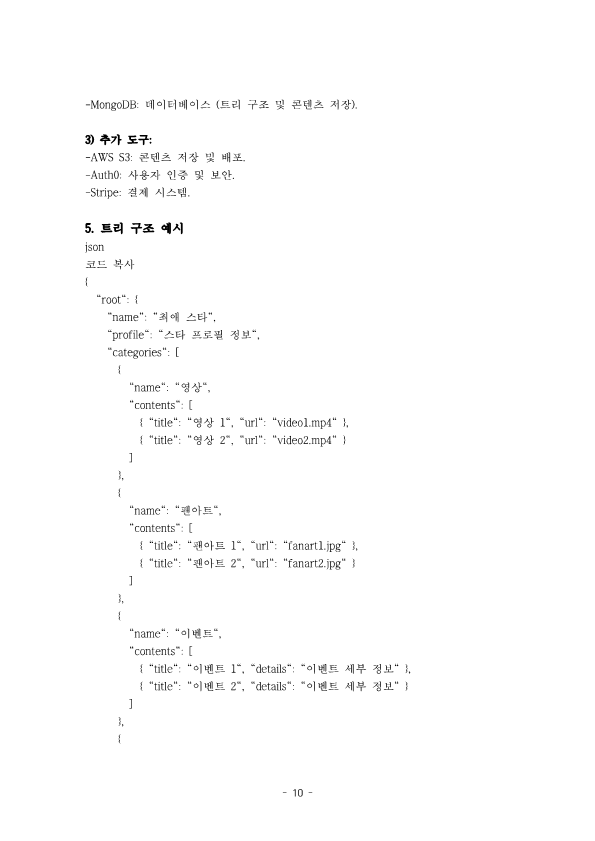 -MongoDB: 데이터베이스 (트리 구조 및 콘텐츠 저장).
3) 추가 도구:
-AWS S3: 콘텐츠 저장 및 배포.
-Auth0: 사용자 인증 및 보안.
-Stripe: 결제 시스템.
5. 트리 구조 예시
json
코드 복사
{
"root": {
"name": "최애 스타",
"profile": "스타 프로필 정보",
"categories": [
{
"name": "영상",
"contents": [
{ "title": "영상 1", "url": "video1.mp4" },
{ "title": "영상 2", "url": "video2.mp4" }
]
},
{
"name": "팬아트",
"contents": [
{ "title": "팬아트 1", "url": "fanart1.jpg" },
{ "title": "팬아트 2", "url": "fanart2.jpg" }
]
},
{
"name": "이벤트",
"contents": [
{ "title": "이벤트 1", "details": "이벤트 세부 정보" },
{ "title": "이벤트 2", "details": "이벤트 세부 정보" }
]
},
{
- 10 -